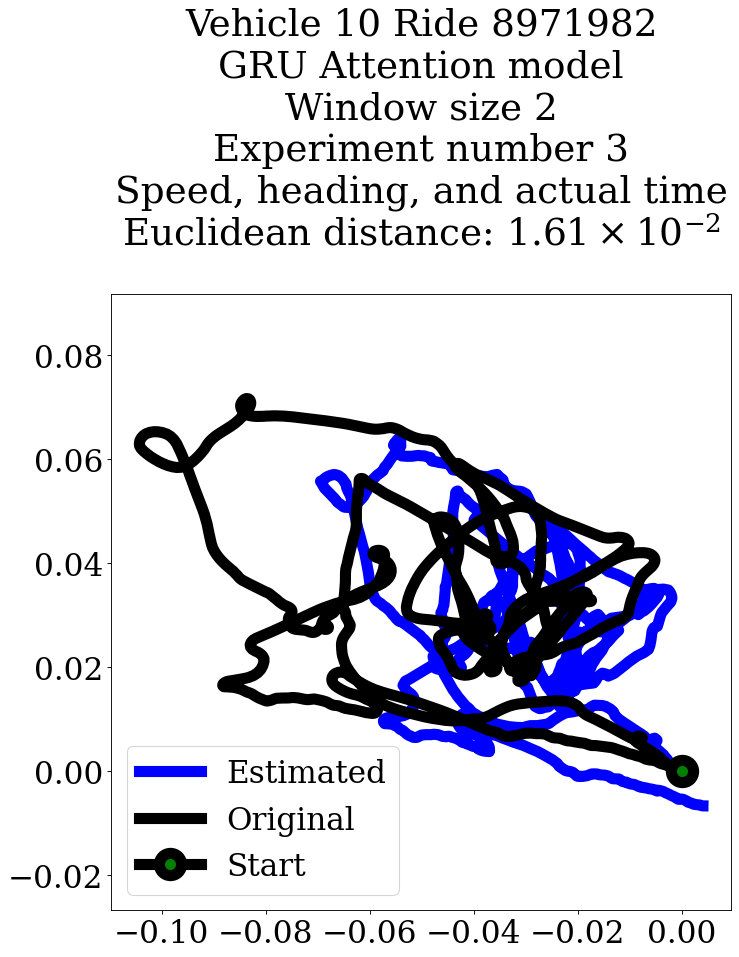 Vehicle 10 Ride 8971982
GRU Attention model
Window size 2
Experiment number 3
Speed, heading, and actual time
Euclidean distance: 1.61 × 10⁻²
0.08
0.06
0.04
0.02
0.00
−0.02
Estimated
Original
Start
−0.10 −0.08 −0.06 −0.04 −0.02 0.00